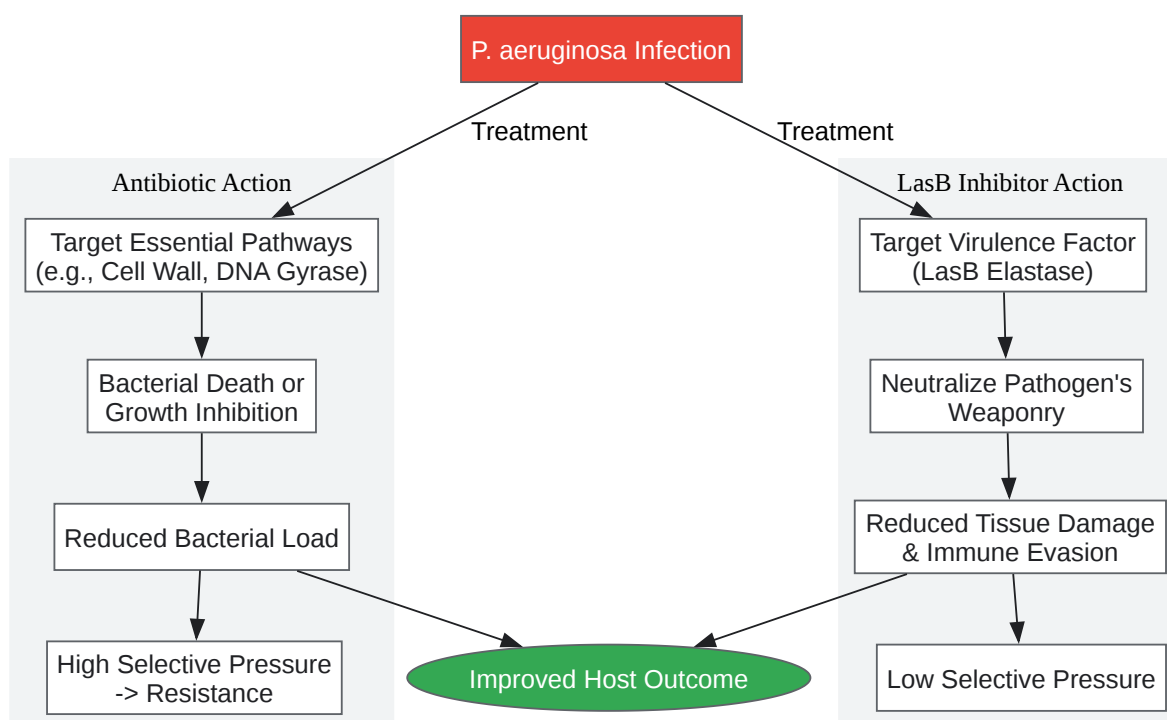 P. aeruginosa Infection
Treatment
Treatment
Antibiotic Action
LasB Inhibitor Action
Target Essential Pathways
(e.g., Cell Wall, DNA Gyrase)
Target Virulence Factor
(LasB Elastase)
Bacterial Death or
Growth Inhibition
Neutralize Pathogen's
Weaponry
Reduced Bacterial Load
Reduced Tissue Damage
& Immune Evasion
High Selective Pressure
-> Resistance
Improved Host Outcome
Low Selective Pressure